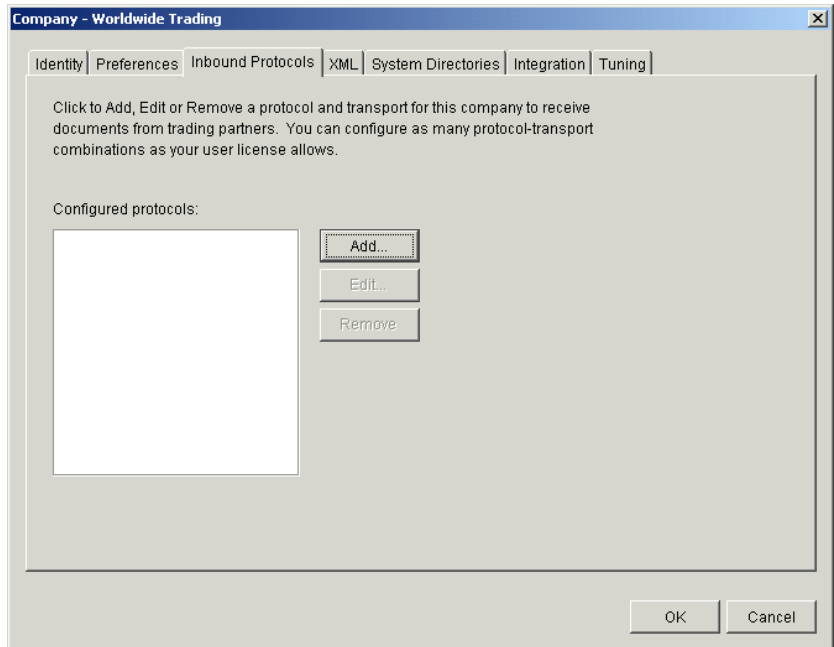 Company - Worldwide Trading
Identity Preferences Inbound Protocols XML System Directories Integration Tuning
Click to Add, Edit or Remove a protocol and transport for this company to receive
documents from trading partners. You can configure as many protocol-transport
combinations as your user license allows.
Configured protocols:
Add...
Edit...
Remove
OK Cancel